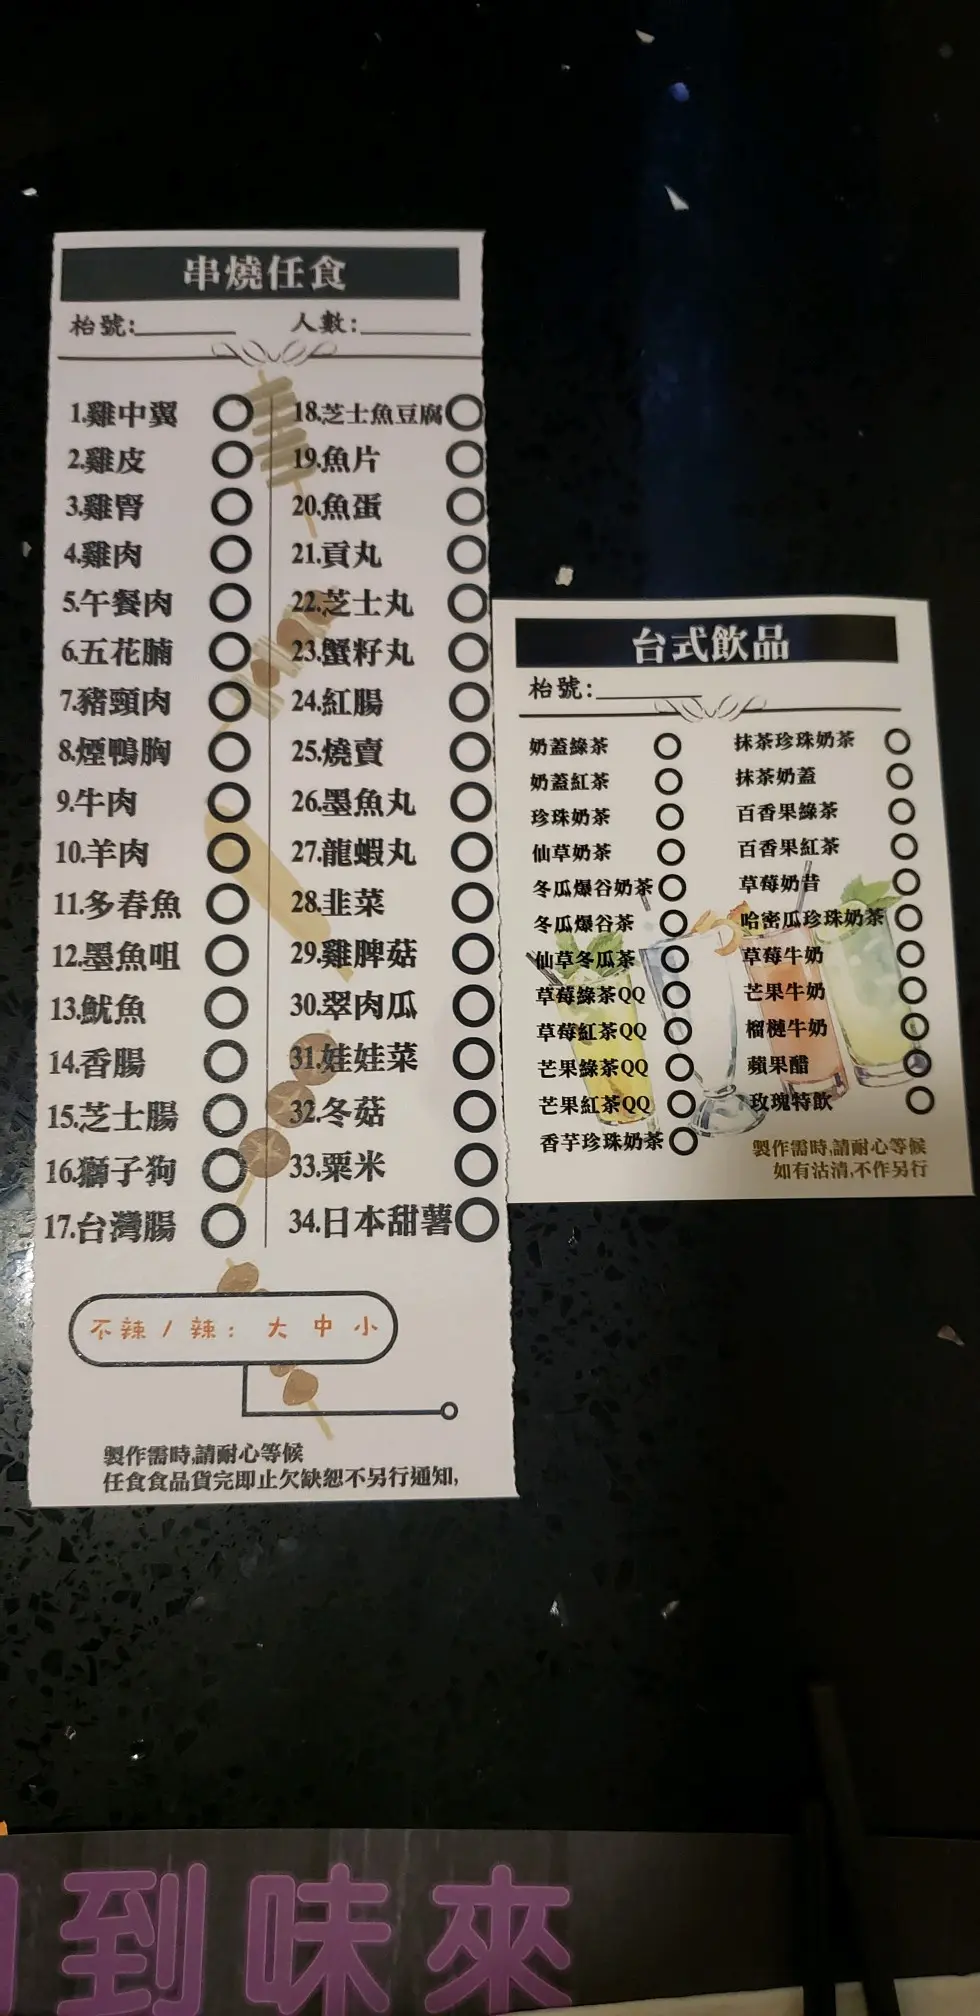 串燒任食
枱號:
人數:
1.雞中翼
2.雞皮
3.雞腎
4.雞肉
5.午餐肉
6.五花腩
7.豬頸肉
8.煙鴨胸
9.牛肉
10.羊肉
11.多春魚
12.墨魚咀
13.魷魚
14.香腸
15.芝士腸
16.獅子狗
17.台灣腸
18.芝士魚豆腐
19.魚片
20.魚蛋
21.貢丸
22.芝士丸
23.蟹籽丸
24.紅腸
25.燒賣
26.墨魚丸
27.龍蝦丸
28.韭菜
29.雞脾菇
30.翠肉瓜
31.娃娃菜
32.冬菇
33.粟米
34.日本甜薯
不辣 / 辣: 大 中 小
製作需時,請耐心等候
任食食品貨完即止欠缺恕不另行通知,
台式飲品
枱號:
奶蓋綠茶
奶蓋紅茶
珍珠奶茶
仙草奶茶
冬瓜爆谷奶茶
冬瓜爆谷茶
仙草冬瓜茶
草莓綠茶QQ
草莓紅茶QQ
芒果綠茶QQ
芒果紅茶QQ
香芋珍珠奶茶
抹茶珍珠奶茶
抹茶奶蓋
百香果綠茶
百香果紅茶
草莓奶昔
哈密瓜珍珠奶茶
草莓牛奶
芒果牛奶
榴槤牛奶
蘋果醋
玫瑰特飲
製作需時,請耐心等候
如有沽清,不作另行
到味來